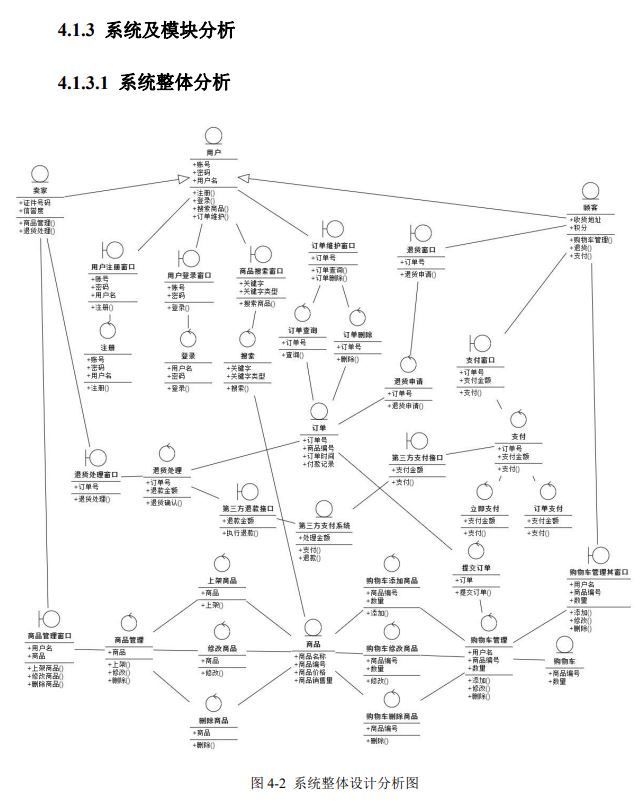 4.1.3 系统及模块分析
4.1.3.1 系统整体分析
用户
+账号
+密码
+用户名
+注册()
+登录()
+搜索商品()
+订单维护()
卖家
+证件号码
+信誉度
+商品管理()
+退货处理()
顾客
+收货地址
+积分
+购物车管理()
+退货()
+支付()
用户注册窗口
+账号
+密码
+用户名
+注册()
用户登录窗口
+账号
+密码
+登录()
商品搜索窗口
+关键字
+关键字类型
+搜索商品()
订单维护窗口
+订单号
+订单查询()
+订单删除()
退货窗口
+订单号
+退货申请()
注册
+账号
+密码
+用户名
+注册()
登录
+用户名
+密码
+登录()
搜索
+关键字
+关键字类型
+搜索()
订单查询
+订单号
+查询()
订单删除
+订单号
+删除()
退货申请
+订单号
+退货申请()
支付窗口
+订单号
+支付金额
+支付()
订单
+订单号
+商品编号
+订单时间
+付款记录
支付
+订单号
+支付金额
+支付()
退货处理窗口
+订单号
+退货处理()
退货处理
+订单号
+退款金额
+退货确认()
第三方支付接口
+支付金额
+支付()
第三方退款接口
+退款金额
+执行退款()
第三方支付系统
+处理金额
+支付()
+退款()
立即支付
+支付金额
+支付()
订单支付
+支付金额
+支付()
提交订单
+订单
+提交订单()
购物车管理其窗口
+用户名
+商品编号
+数量
+添加()
+修改()
+删除()
上架商品
+商品
+上架()
购物车添加商品
+商品编号
+数量
+添加()
商品管理窗口
+用户名
+商品
+上架商品()
+修改商品()
+删除商品()
商品管理
+商品
+上架()
+修改()
+删除()
修改商品
+商品
+修改()
商品
+商品名称
+商品编号
+商品价格
+商品销售量
购物车修改商品
+商品编号
+数量
+修改()
购物车管理
+用户名
+商品编号
+数量
+添加()
+修改()
+删除()
购物车
+商品编号
+数量
删除商品
+商品
+删除()
购物车删除商品
+商品编号
+删除()
图 4-2 系统整体设计分析图